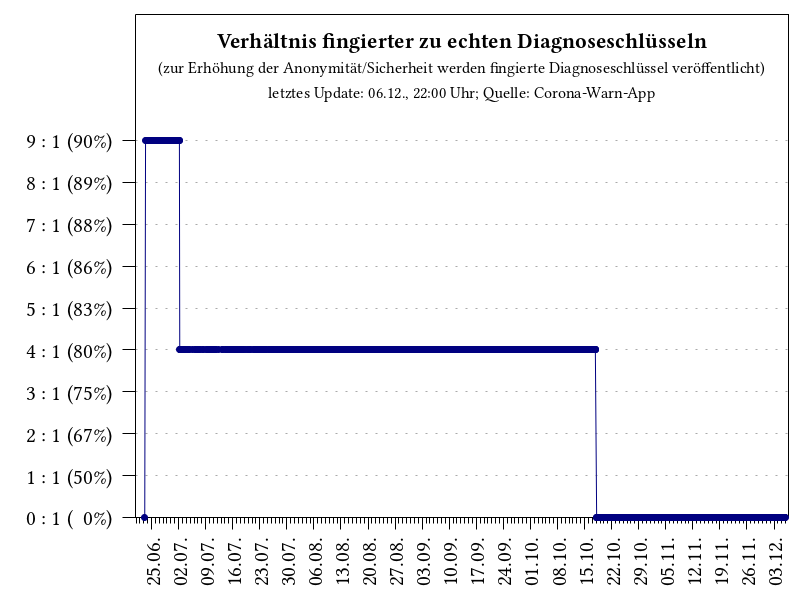 Verhältnis fingierter zu echten Diagnoseschlüsseln
(zur Erhöhung der Anonymität/Sicherheit werden fingierte Diagnoseschlüssel veröffentlicht)
letztes Update: 06.12., 22:00 Uhr; Quelle: Corona-Warn-App
9 : 1 (90%)
8 : 1 (89%)
7 : 1 (88%)
6 : 1 (86%)
5 : 1 (83%)
4 : 1 (80%)
3 : 1 (75%)
2 : 1 (67%)
1 : 1 (50%)
0 : 1 ( 0%)
25.06.
02.07.
09.07.
16.07.
23.07.
30.07.
06.08.
13.08.
20.08.
27.08.
03.09.
10.09.
17.09.
24.09.
01.10.
08.10.
15.10.
22.10.
29.10.
05.11.
12.11.
19.11.
26.11.
03.12.